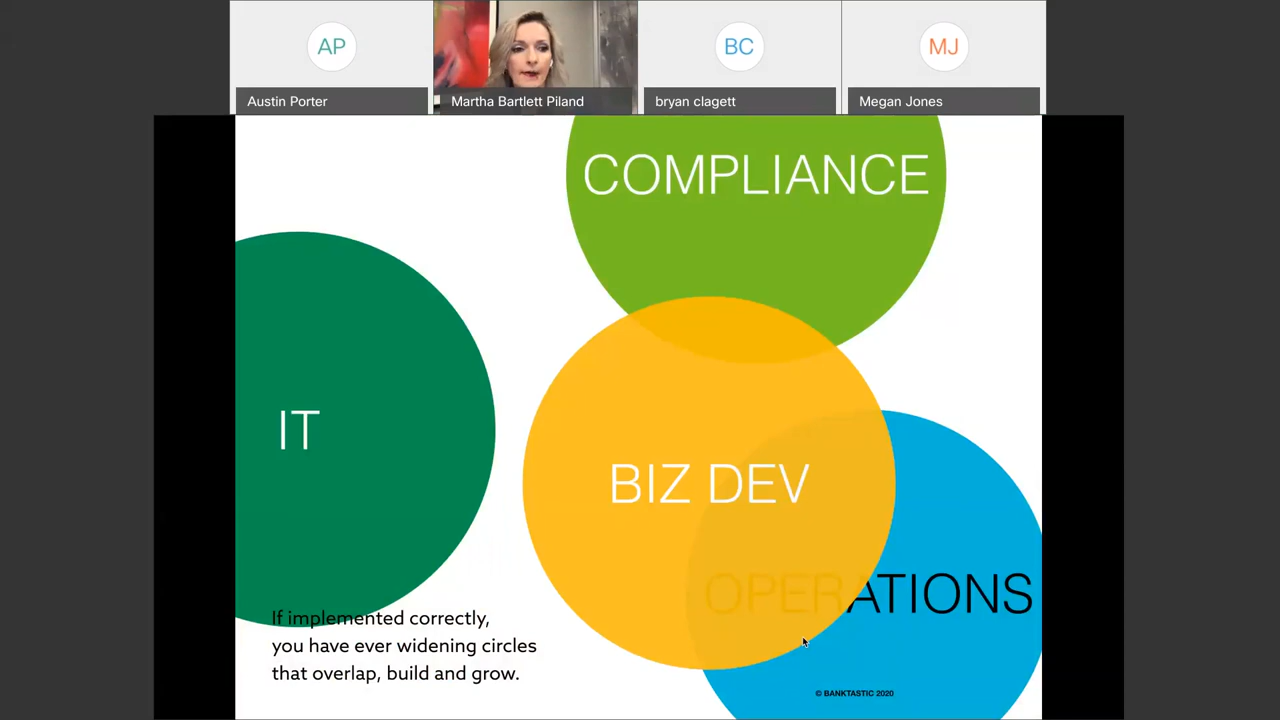 AP
BC
MJ
Austin Porter
Martha Bartlett Piland
bryan clagett
Megan Jones
COMPLIANCE
IT
BIZ DEV
OPERATIONS
If implemented correctly,
you have ever widening circles
that overlap, build and grow.
© BANKTASTIC 2020